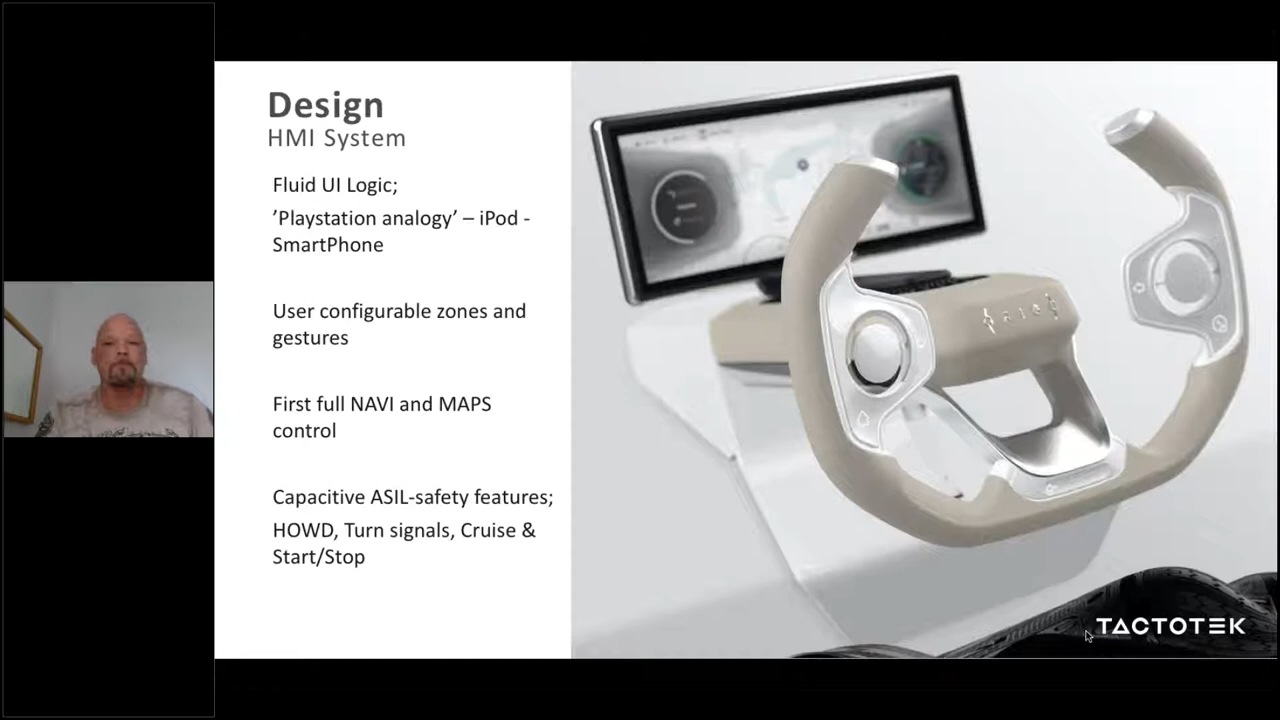 Design
HMI System
Fluid UI Logic;
’Playstation analogy’ – iPod -
SmartPhone
User configurable zones and
gestures
First full NAVI and MAPS
control
Capacitive ASIL-safety features;
HOWD, Turn signals, Cruise &
Start/Stop
TACTOTEK